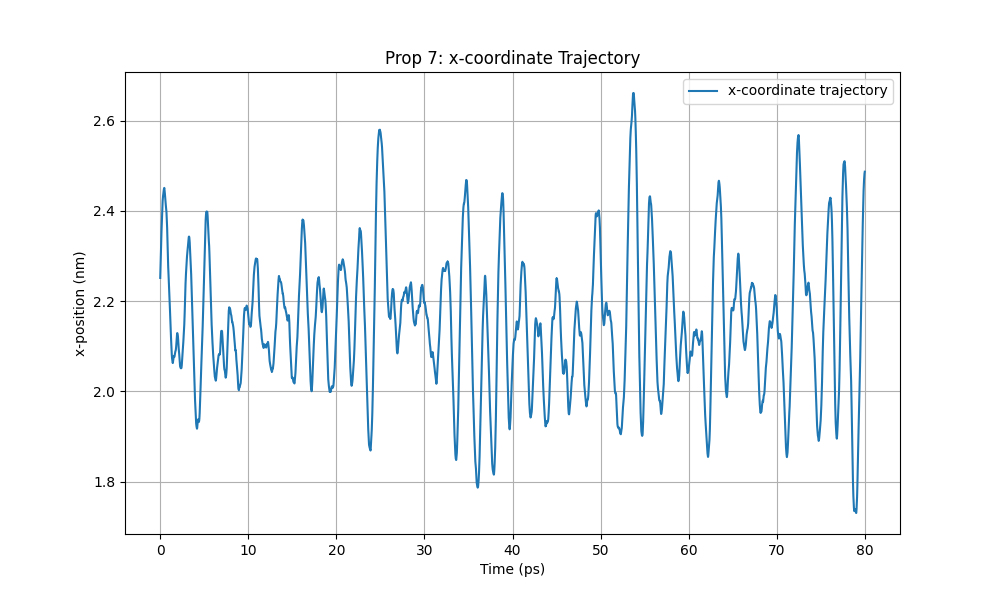 Prop 7: x-coordinate Trajectory
x-coordinate trajectory
x-position (nm)
2.6
2.4
2.2
2.0
1.8
0 10 20 30 40 50 60 70 80
Time (ps)